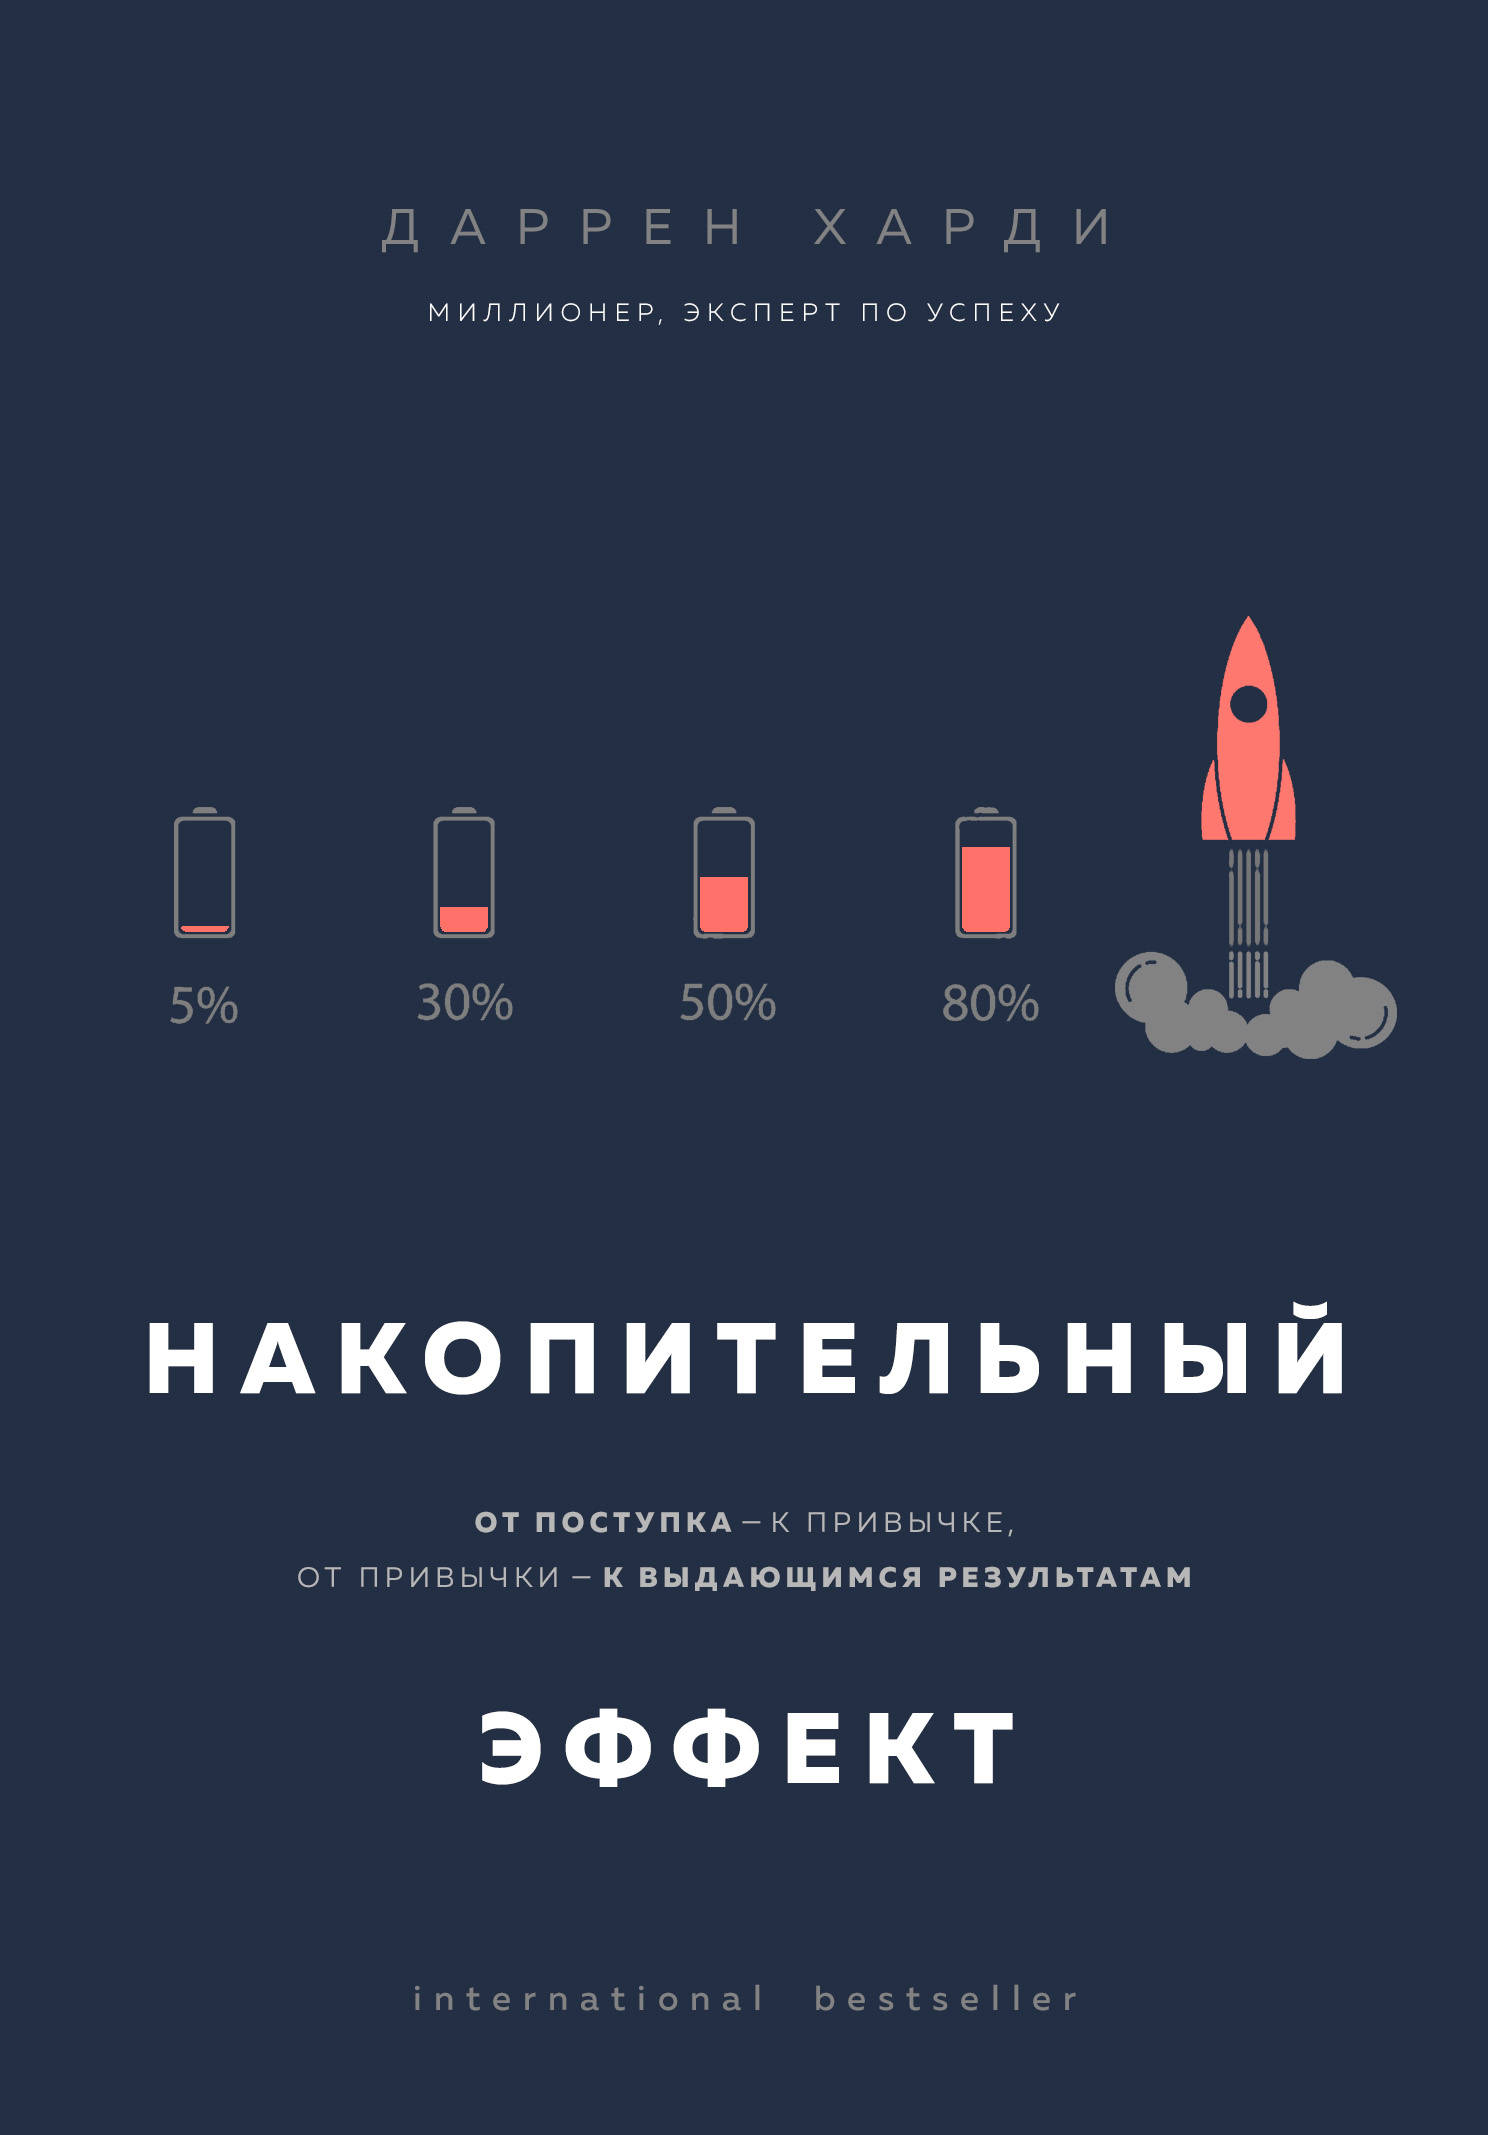 ДАРРЕН ХАРДИ
МИЛЛИОНЕР, ЭКСПЕРТ ПО УСПЕХУ
5% 30% 50% 80%
НАКОПИТЕЛЬНЫЙ
ОТ ПОСТУПКА – К ПРИВЫЧКЕ,
ОТ ПРИВЫЧКИ – К ВЫДАЮЩИМСЯ РЕЗУЛЬТАТАМ
ЭФФЕКТ
international bestseller